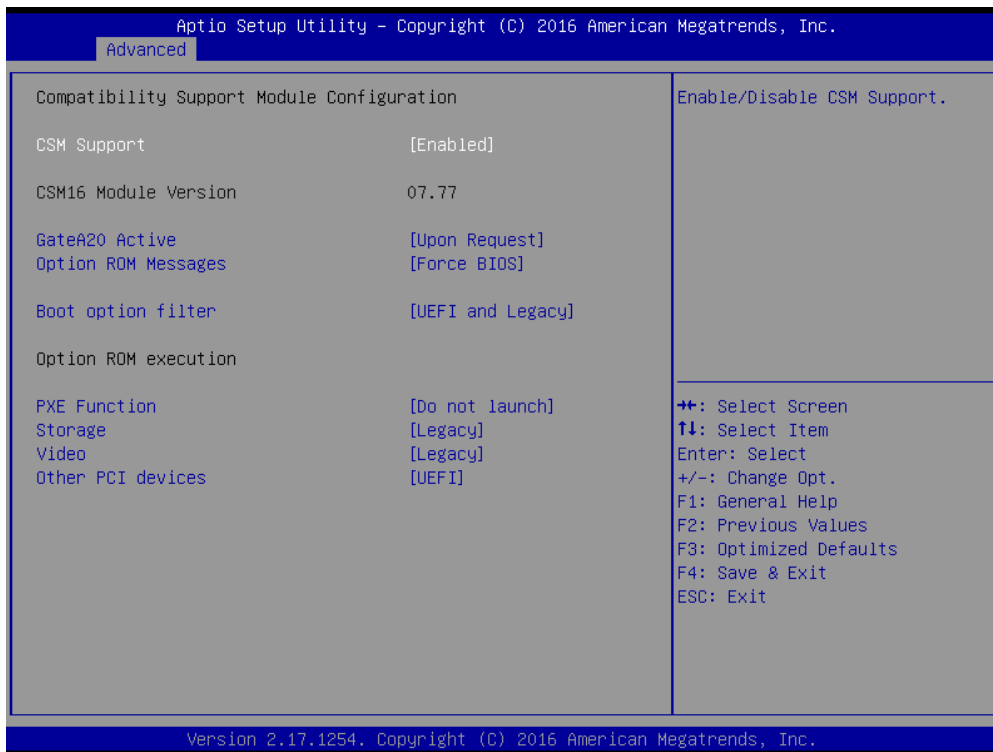 Aptio Setup Utility – Copyright (C) 2016 American Megatrends, Inc.
Advanced
Compatibility Support Module Configuration
CSM Support [Enabled]
CSM16 Module Version 07.77
GateA20 Active [Upon Request]
Option ROM Messages [Force BIOS]
Boot option filter [UEFI and Legacy]
Option ROM execution
PXE Function [Do not launch]
Storage [Legacy]
Video [Legacy]
Other PCI devices [UEFI]
Enable/Disable CSM Support.
→←: Select Screen
↑↓: Select Item
Enter: Select
+/-: Change Opt.
F1: General Help
F2: Previous Values
F3: Optimized Defaults
F4: Save & Exit
ESC: Exit
Version 2.17.1254. Copyright (C) 2016 American Megatrends, Inc.